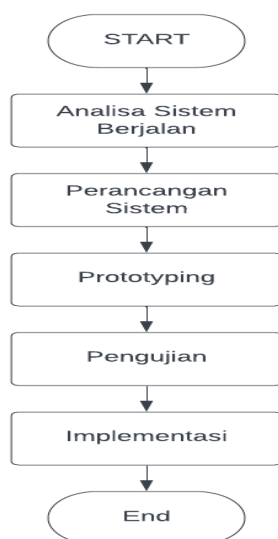 START
Analisa Sistem
Berjalan
Perancangan
Sistem
Prototyping
Pengujian
Implementasi
End